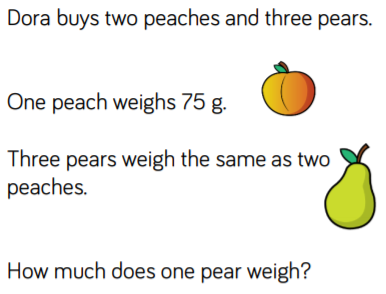 Dora buys two peaches and three pears.
One peach weighs 75 g.
Three pears weigh the same as two
peaches.
How much does one pear weigh?